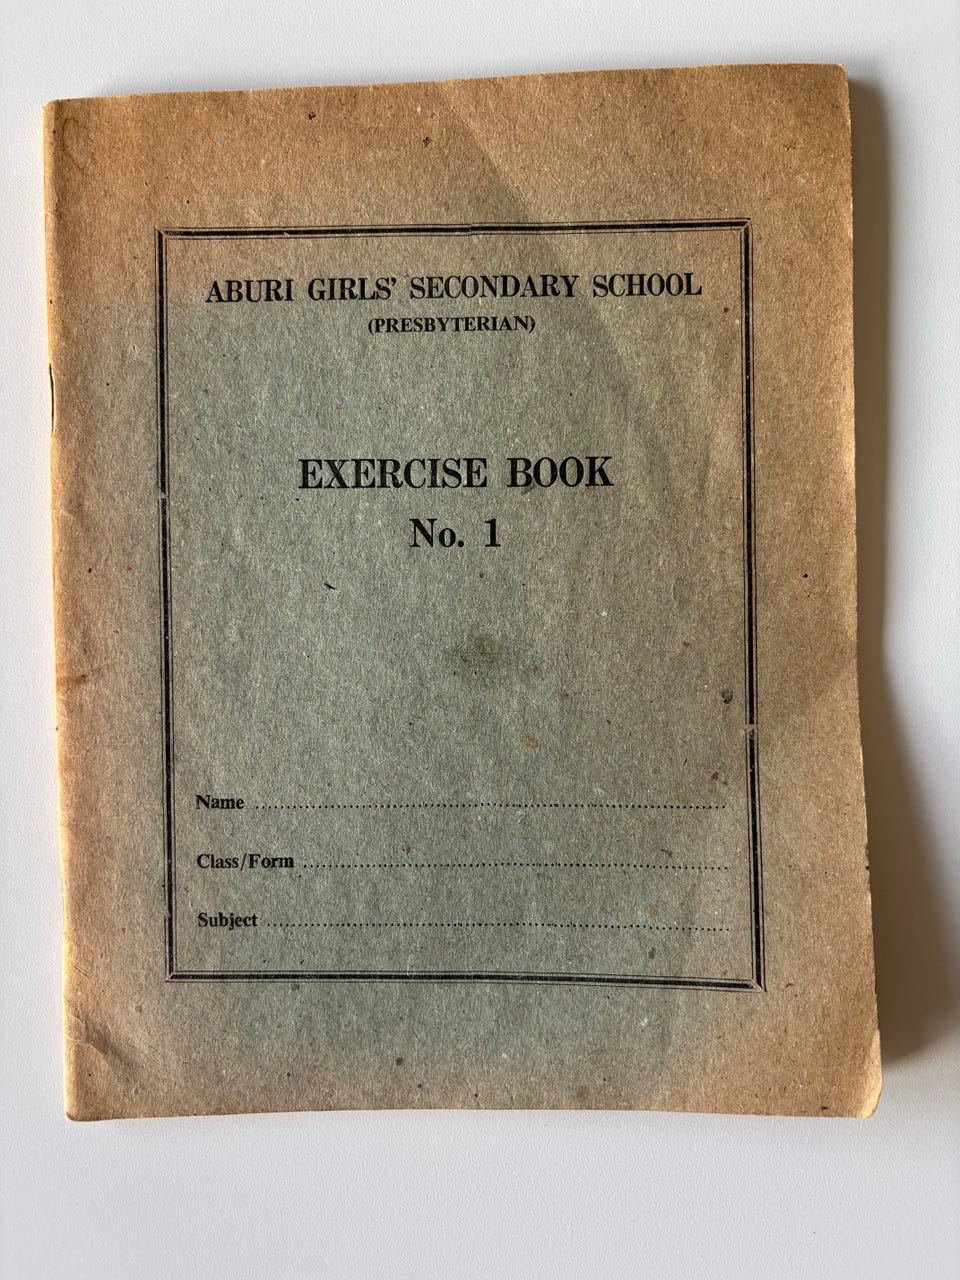 ABURI GIRLS' SECONDARY SCHOOL
(PRESBYTERIAN)
EXERCISE BOOK
No. 1
Name ..........................................................................
Class/Form ..................................................................
Subject ........................................................................